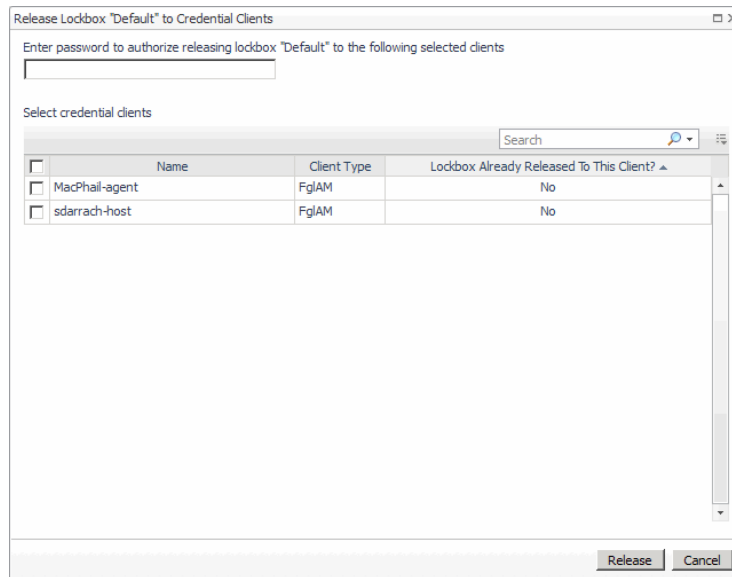 Release Lockbox "Default" to Credential Clients
Enter password to authorize releasing lockbox "Default" to the following selected clients
Select credential clients
Search
Name Client Type Lockbox Already Released To This Client?
MacPhail-agent FglAM No
sdarrach-host FglAM No
Release Cancel